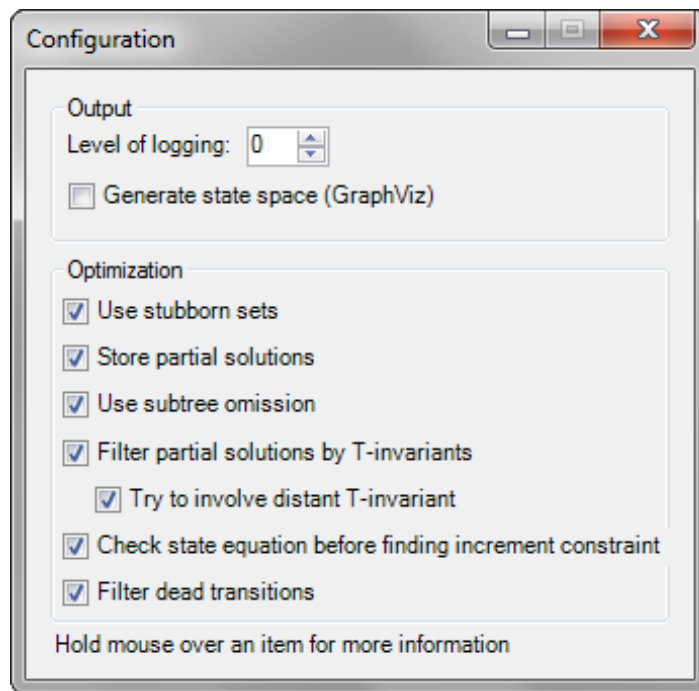 Configuration
Output
Level of logging: 0
Generate state space (GraphViz)
Optimization
Use stubborn sets
Store partial solutions
Use subtree omission
Filter partial solutions by T-invariants
Try to involve distant T-invariant
Check state equation before finding increment constraint
Filter dead transitions
Hold mouse over an item for more information